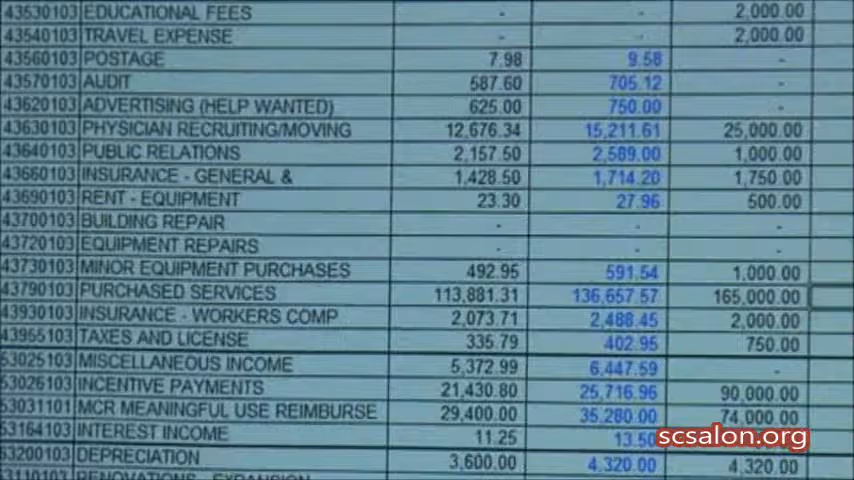 43530103 EDUCATIONAL FEES - - 2,000.00
43540103 TRAVEL EXPENSE - - 2,000.00
43560103 POSTAGE 7.98 9.58 -
43570103 AUDIT 587.60 705.12 -
43620103 ADVERTISING (HELP WANTED) 625.00 750.00 -
43630103 PHYSICIAN RECRUITING/MOVING 12,676.34 15,211.61 25,000.00
43640103 PUBLIC RELATIONS 2,157.50 2,589.00 1,000.00
43660103 INSURANCE - GENERAL & 1,428.50 1,714.20 1,750.00
43690103 RENT - EQUIPMENT 23.30 27.96 500.00
43700103 BUILDING REPAIR - - -
43720103 EQUIPMENT REPAIRS - - -
43730103 MINOR EQUIPMENT PURCHASES 492.95 591.54 1,000.00
43790103 PURCHASED SERVICES 113,881.31 136,657.57 165,000.00
43930103 INSURANCE - WORKERS COMP 2,073.71 2,488.45 2,000.00
43955103 TAXES AND LICENSE 335.79 402.95 750.00
53025103 MISCELLANEOUS INCOME 5,372.99 6,447.59 -
53026103 INCENTIVE PAYMENTS 21,430.80 25,716.96 90,000.00
53031101 MCR MEANINGFUL USE REIMBURSE 29,400.00 35,280.00 74,000.00
53164103 INTEREST INCOME 11.25 13.50
scsalon.org
53200103 DEPRECIATION 3,600.00 4,320.00 4,320.00
53110103 RENOVATIONS - EXPANSION